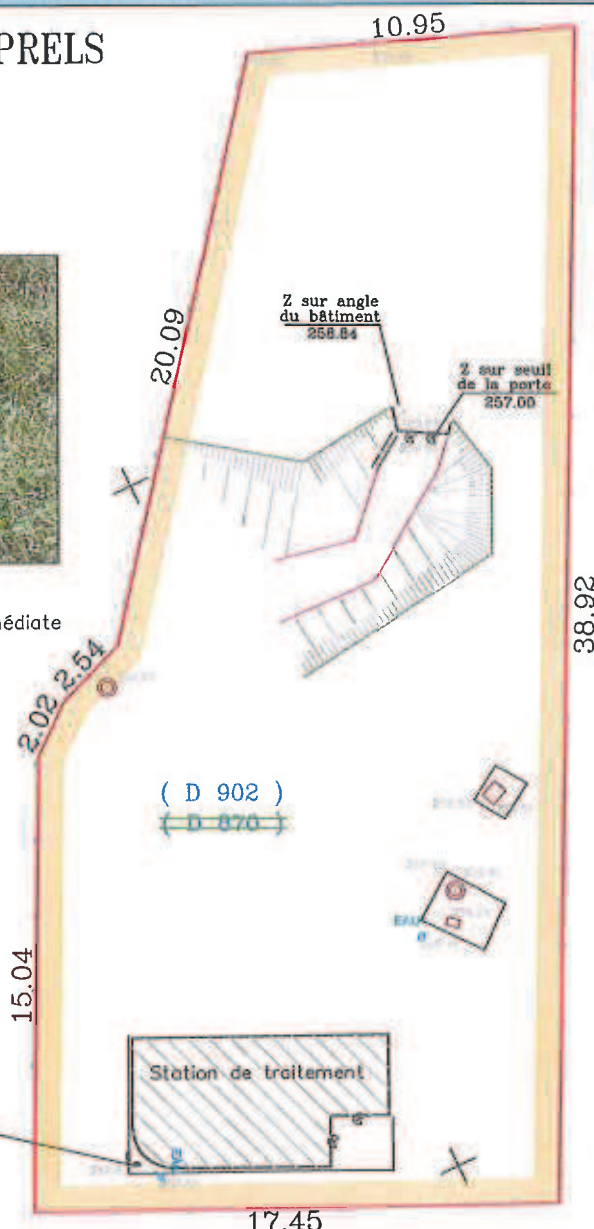 PRELS
10.95
20.09
Z sur angle
du bâtiment
256.84
Z sur seuil
de la porte
257.00
38.92
édiate
2.54
2.02
( D 902 )
( D 870 )
EAU
15.04
Station de traitement
17.45